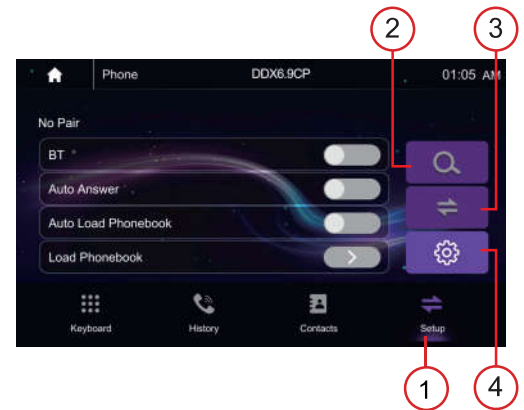 2 3
Phone DDX6.9CP 01:05 AM
No Pair
BT
Auto Answer
Auto Load Phonebook
Load Phonebook
Keyboard History Contacts Setup
1 4